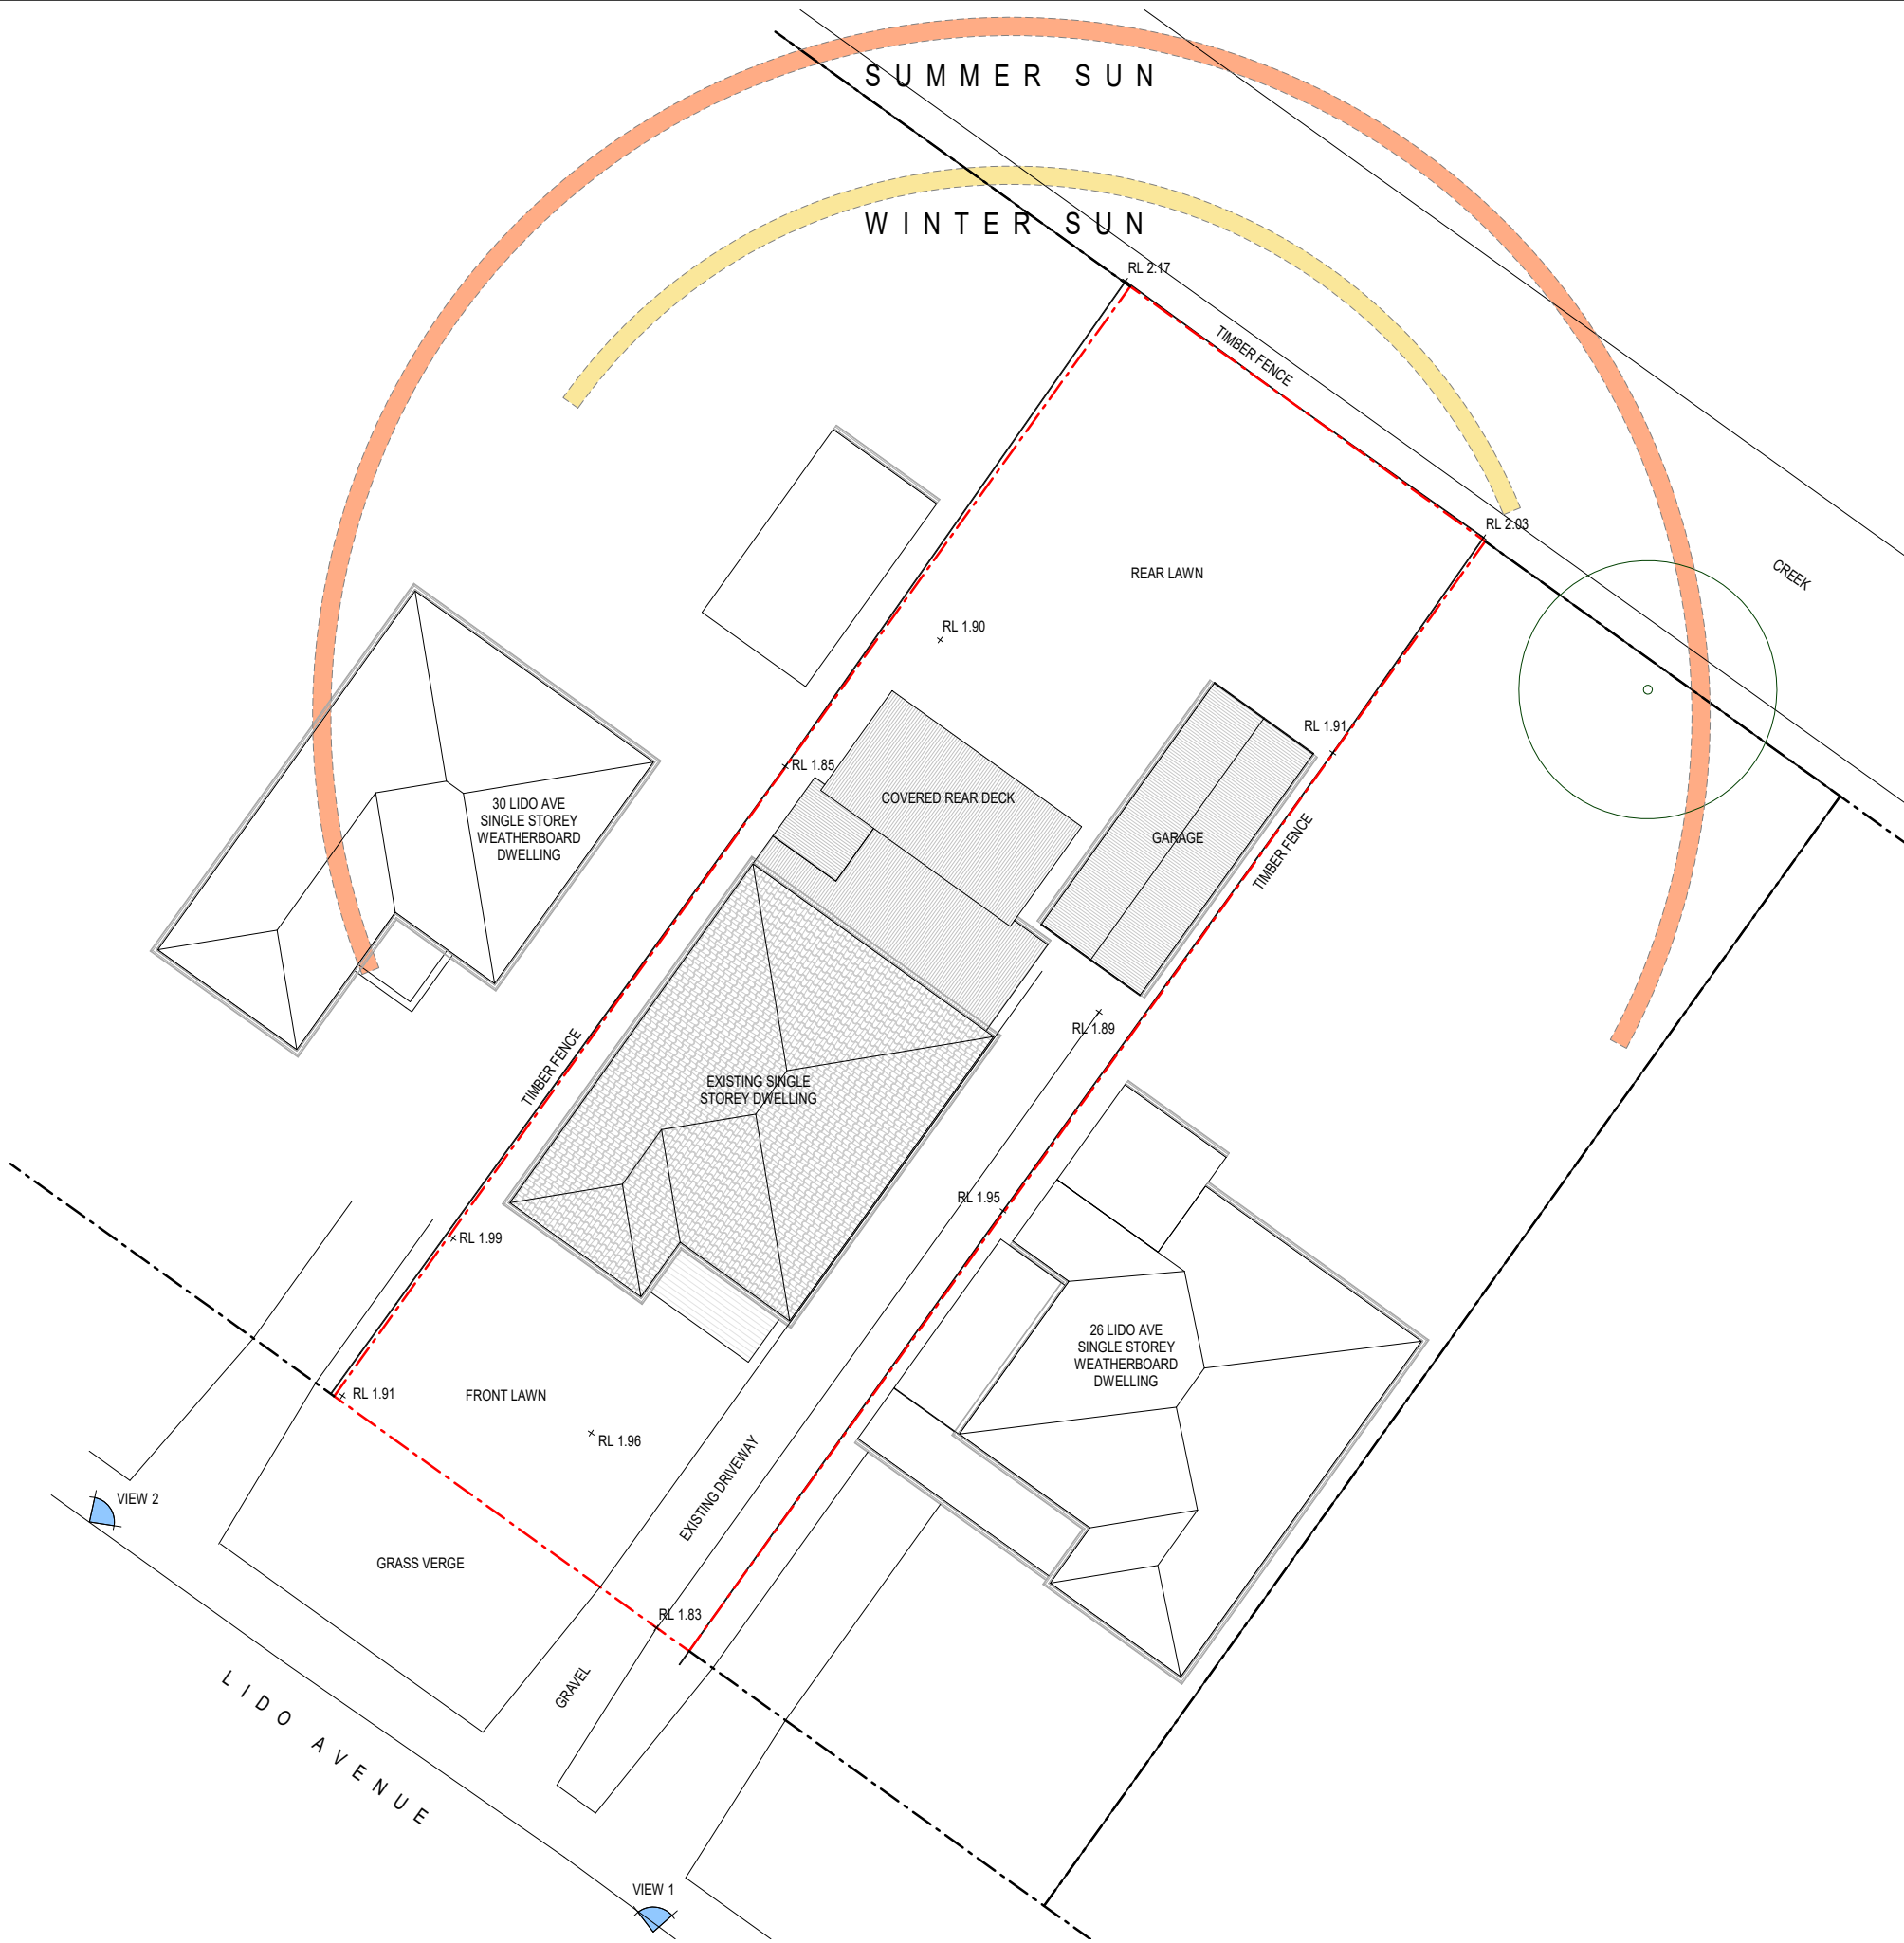 SUMMER SUN
WINTER SUN
RL 2.17
TIMBER FENCE
RL 2.03
CREEK
REAR LAWN
RL 1.90
RL 1.91
RL 1.85
COVERED REAR DECK
30 LIDO AVE
SINGLE STOREY
WEATHERBOARD
DWELLING
GARAGE
TIMBER FENCE
RL 1.89
TIMBER FENCE
EXISTING SINGLE
STOREY DWELLING
RL 1.95
RL 1.99
26 LIDO AVE
SINGLE STOREY
WEATHERBOARD
DWELLING
RL 1.91
FRONT LAWN
RL 1.96
EXISTING DRIVEWAY
VIEW 2
GRASS VERGE
RL 1.83
GRAVEL
LIDO AVENUE
VIEW 1